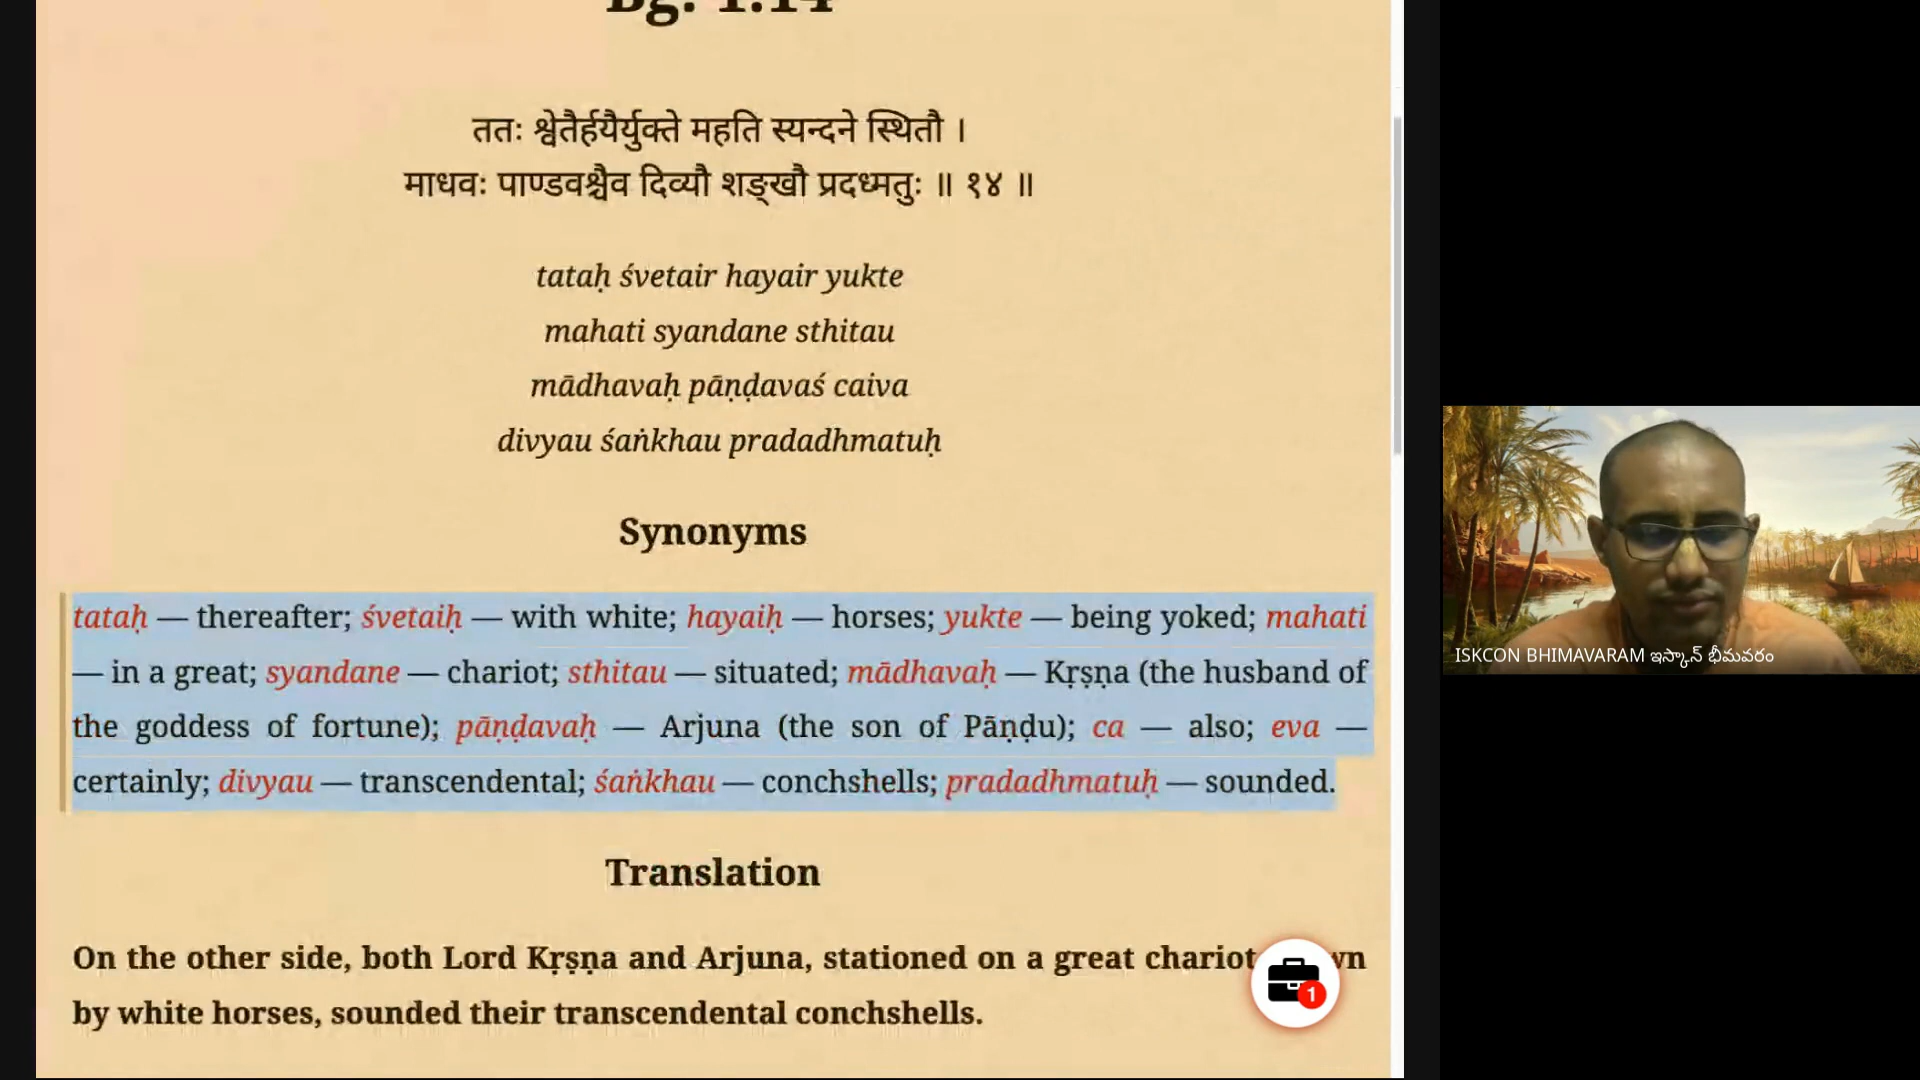 Bg. 1.14
ततः श्वेतैर्हयैर्युक्ते महति स्यन्दने स्थितौ ।
माधवः पाण्डवश्चैव दिव्यौ शङ्खौ प्रदध्मतुः ॥ १४ ॥
tataḥ śvetair hayair yukte
mahati syandane sthitau
mādhavaḥ pāṇḍavaś caiva
divyau śaṅkhau pradadhmatuḥ
Synonyms
tataḥ — thereafter; śvetaiḥ — with white; hayaiḥ — horses; yukte — being yoked; mahati
— in a great; syandane — chariot; sthitau — situated; mādhavaḥ — Kṛṣṇa (the husband of
the goddess of fortune); pāṇḍavaḥ — Arjuna (the son of Pāṇḍu); ca — also; eva —
certainly; divyau — transcendental; śaṅkhau — conchshells; pradadhmatuḥ — sounded.
Translation
On the other side, both Lord Kṛṣṇa and Arjuna, stationed on a great chariot
by white horses, sounded their transcendental conchshells.
1
ISKCON BHIMAVARAM ఇస్కాన్ భీమవరం